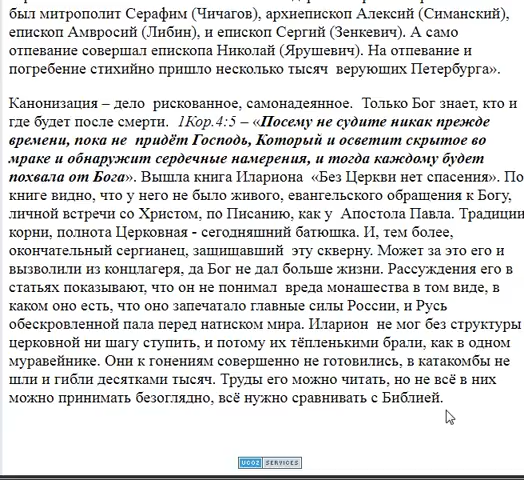 был митрополит Серафим (Чичагов), архиепископ Алексий (Симанский),
епископ Амвросий (Либин), и епископ Сергий (Зенкевич). А само
отпевание совершал епископа Николай (Ярушевич). На отпевание и
погребение стихийно пришло несколько тысяч верующих Петербурга».
Канонизация – дело рискованное, самонадеянное. Только Бог знает, кто и
где будет после смерти. 1Кор.4:5 – «Посему не судите никак прежде
времени, пока не придёт Господь, Который и осветит скрытое во
мраке и обнаружит сердечные намерения, и тогда каждому будет
похвала от Бога». Вышла книга Илариона «Без Церкви нет спасения». По
книге видно, что у него не было живого, евангельского обращения к Богу,
личной встречи со Христом, по Писанию, как у Апостола Павла. Традиции
корни, полнота Церковная - сегодняшний батюшка. И, тем более,
окончательный сергианец, защищавший эту скверну. Может за это его и
вызволили из концлагеря, да Бог не дал больше жизни. Рассуждения его в
статьях показывают, что он не понимал вреда монашества в том виде, в
каком оно есть, что оно запечатало главные силы России, и Русь
обескровленной пала перед натиском мира. Иларион не мог без структуры
церковной ни шагу ступить, и потому их тёпленькими брали, как в одном
муравейнике. Они к гонениям совершенно не готовились, в катакомбы не
шли и гибли десятками тысяч. Труды его можно читать, но не всё в них
можно принимать безоглядно, всё нужно сравнивать с Библией.
UCOZ SERVICES